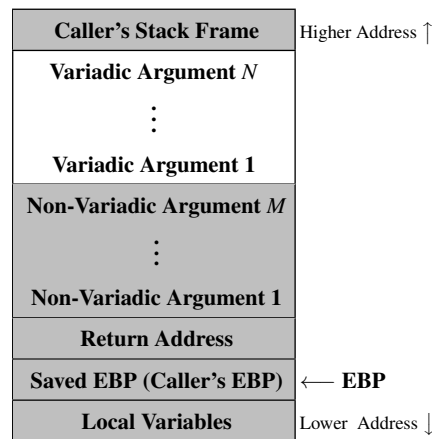 Caller's Stack Frame Higher Address ↑
Variadic Argument N
⋮
Variadic Argument 1
Non-Variadic Argument M
⋮
Non-Variadic Argument 1
Return Address
Saved EBP (Caller's EBP) ⟵ EBP
Local Variables Lower Address ↓